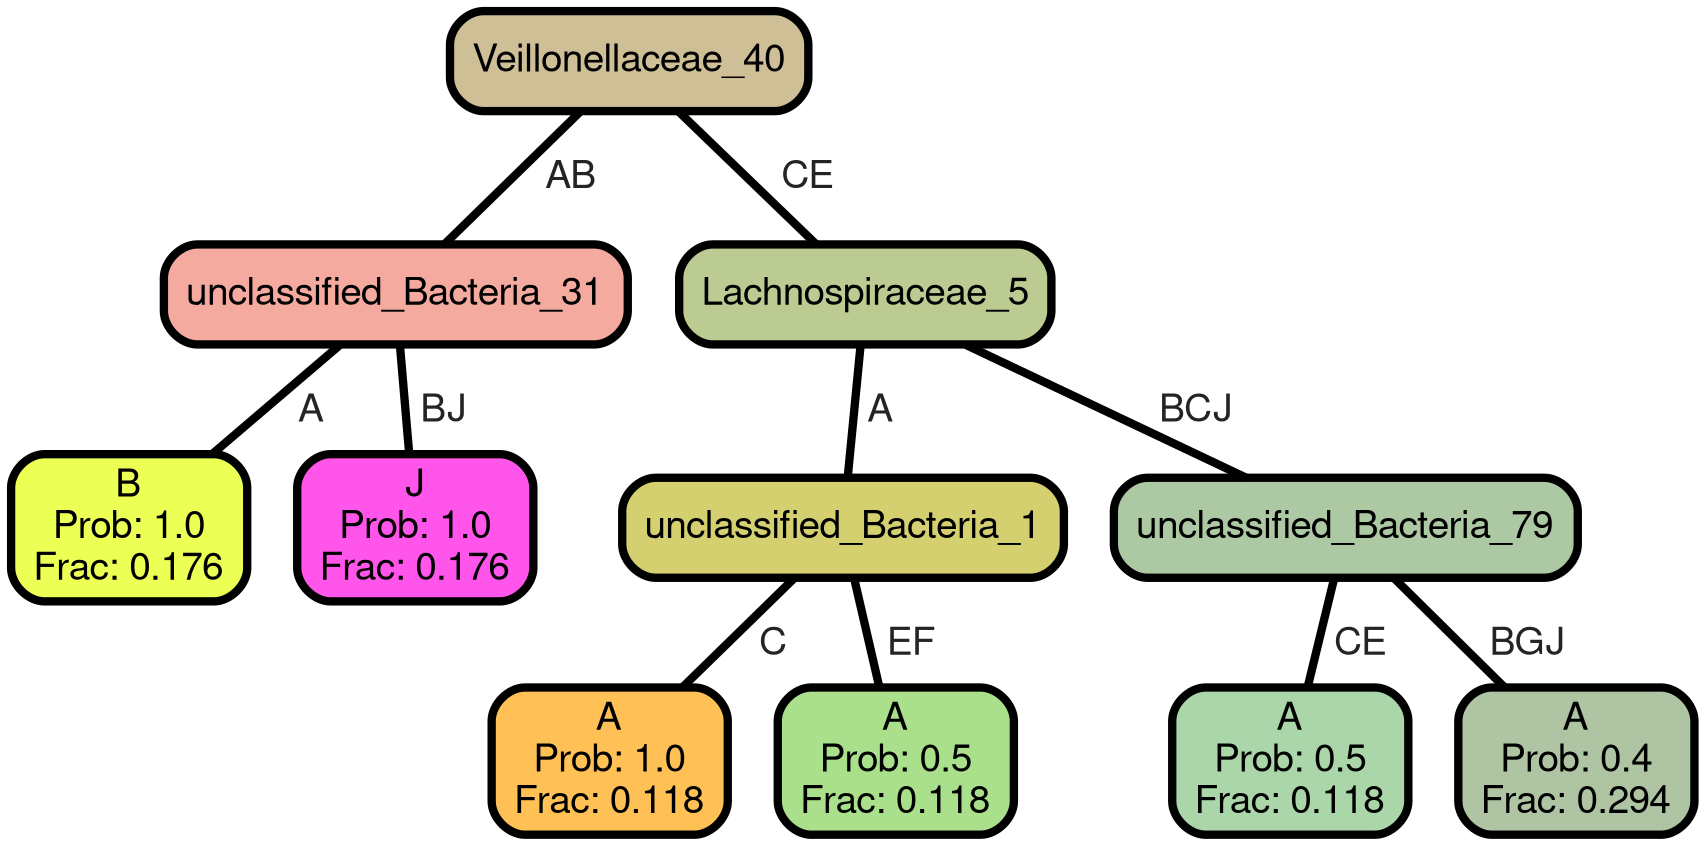 Veillonellaceae_40
AB
CE
unclassified_Bacteria_31
Lachnospiraceae_5
A
BJ
A
BCJ
B
Prob: 1.0
Frac: 0.176
J
Prob: 1.0
Frac: 0.176
unclassified_Bacteria_1
unclassified_Bacteria_79
C
EF
CE
BGJ
A
Prob: 1.0
Frac: 0.118
A
Prob: 0.5
Frac: 0.118
A
Prob: 0.5
Frac: 0.118
A
Prob: 0.4
Frac: 0.294